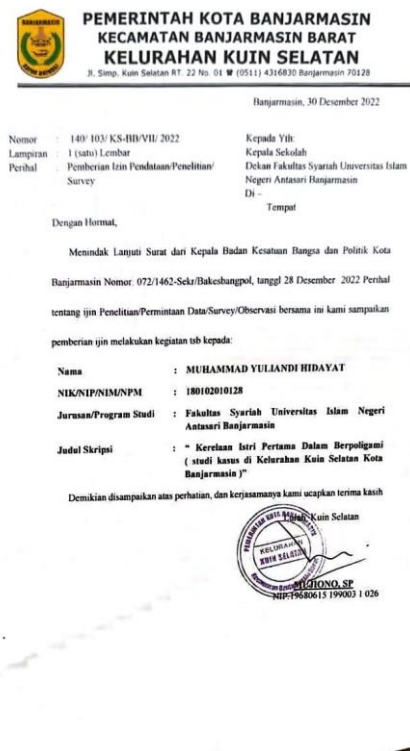 BANJARMASIN
KAYUH BAIMBAI
PEMERINTAH KOTA BANJARMASIN
KECAMATAN BANJARMASIN BARAT
KELURAHAN KUIN SELATAN
Jl. Simp. Kuin Selatan RT. 22 No. 01 ☎ (0511) 4316830 Banjarmasin 70128
Banjarmasin, 30 Desember 2022
Nomor : 140/ 103/ KS-BB/VII/ 2022
Lampiran : 1 (satu) Lembar
Perihal : Pemberian Izin Pendataan/Penelitian/
Survey
Kepada Yth:
Kepala Sekolah
Dekan Fakultas Syariah Universitas Islam
Negeri Antasari Banjarmasin
Di –
Tempat
Dengan Hormat,
Menindak Lanjuti Surat dari Kepala Badan Kesatuan Bangsa dan Politik Kota
Banjarmasin Nomor: 072/1462-Sekr/Bakesbangpol, tanggl 28 Desember 2022 Perihal
tentang ijin Penelitian/Permintaan Data/Survey/Observasi bersama ini kami sampaikan
pemberian ijin melakukan kegiatan tsb kepada:
Nama : MUHAMMAD YULIANDI HIDAYAT
NIK/NIP/NIM/NPM : 180102010128
Jurusan/Program Studi : Fakultas Syariah Universitas Islam Negeri
Antasari Banjarmasin
Judul Skripsi : " Kerelaan Istri Pertama Dalam Berpoligami
( studi kasus di Kelurahan Kuin Selatan Kota
Banjarmasin )"
Demikian disampaikan atas perhatian, dan kerjasamanya kami ucapkan terima kasih
Lurah Kuin Selatan
PEMERINTAH KOTA
KELURAHAN
KUIN SELATAN
MUJIONO, SP
NIP.19680615 199003 1 026